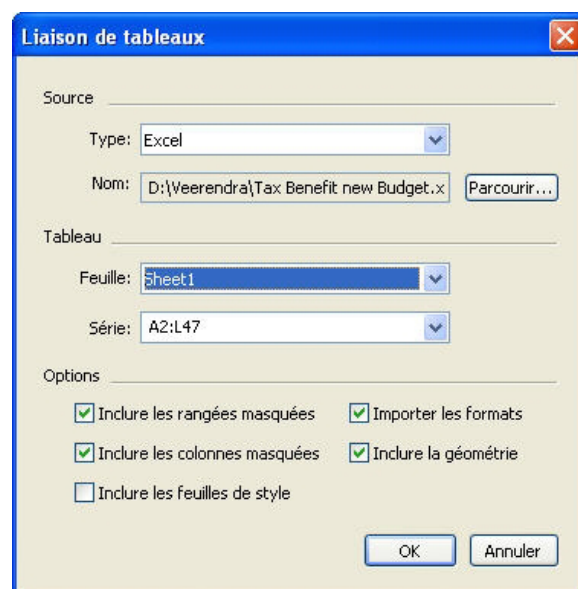 Liaison de tableaux
Source
Type: Excel
Nom: D:\Veerendra\Tax Benefit new Budget.x Parcourir...
Tableau
Feuille: Sheet1
Série: A2:L47
Options
Inclure les rangées masquées Importer les formats
Inclure les colonnes masquées Inclure la géométrie
Inclure les feuilles de style
OK Annuler